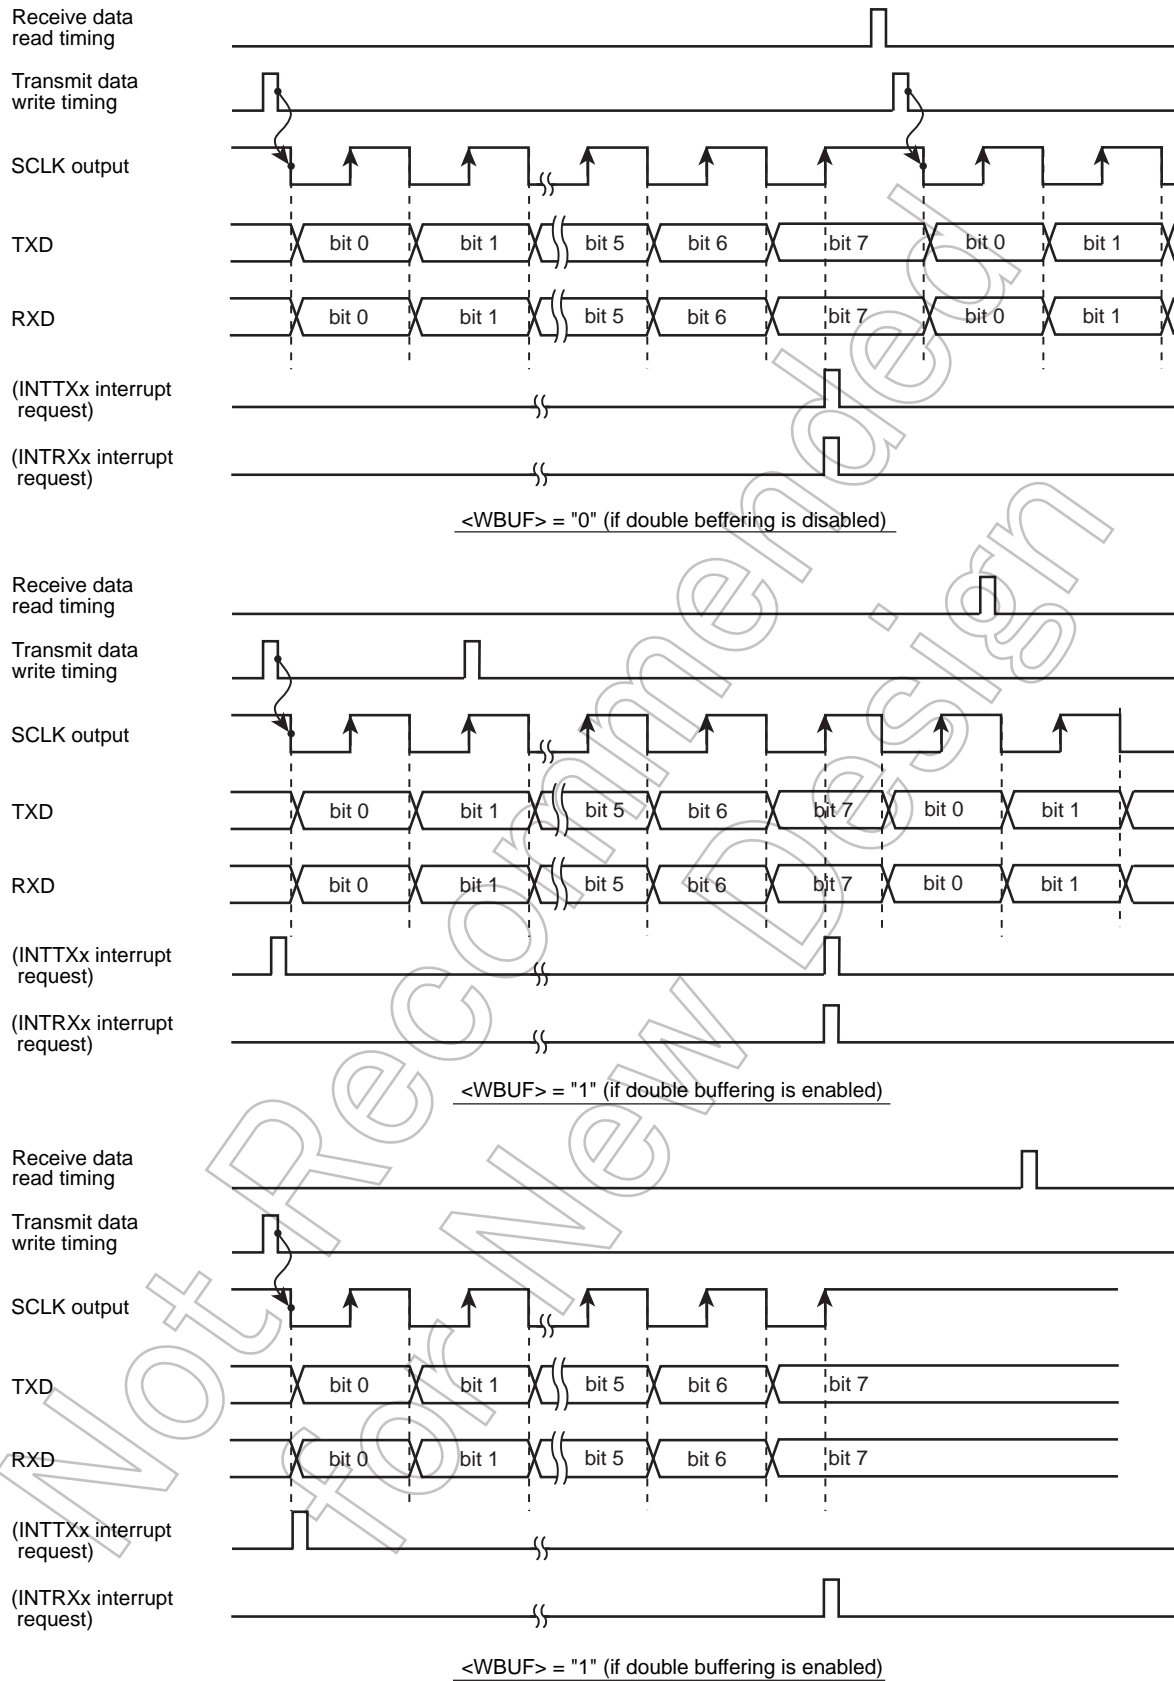 Receive data
read timing
Transmit data
write timing
SCLK output
TXD
bit 0 bit 1 bit 5 bit 6 bit 7 bit 0 bit 1
RXD
bit 0 bit 1 bit 5 bit 6 bit 7 bit 0 bit 1
(INTTXx interrupt
request)
(INTRXx interrupt
request)
<WBUF> = "0" (if double beffering is disabled)
Receive data
read timing
Transmit data
write timing
SCLK output
TXD
bit 0 bit 1 bit 5 bit 6 bit 7 bit 0 bit 1
RXD
bit 0 bit 1 bit 5 bit 6 bit 7 bit 0 bit 1
(INTTXx interrupt
request)
(INTRXx interrupt
request)
<WBUF> = "1" (if double buffering is enabled)
Receive data
read timing
Transmit data
write timing
SCLK output
TXD
bit 0 bit 1 bit 5 bit 6 bit 7
RXD
bit 0 bit 1 bit 5 bit 6 bit 7
(INTTXx interrupt
request)
(INTRXx interrupt
request)
<WBUF> = "1" (if double buffering is enabled)
Not Recommended
for New Design